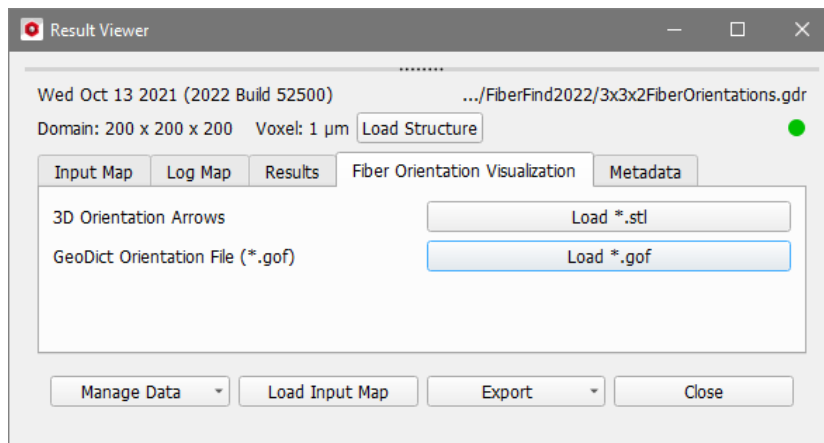 Result Viewer
Wed Oct 13 2021 (2022 Build 52500) .../FiberFind2022/3x3x2FiberOrientations.gdr
Domain: 200 x 200 x 200 Voxel: 1 µm Load Structure
Input Map Log Map Results Fiber Orientation Visualization Metadata
3D Orientation Arrows Load *.stl
GeoDict Orientation File (*.gof) Load *.gof
Manage Data Load Input Map Export Close